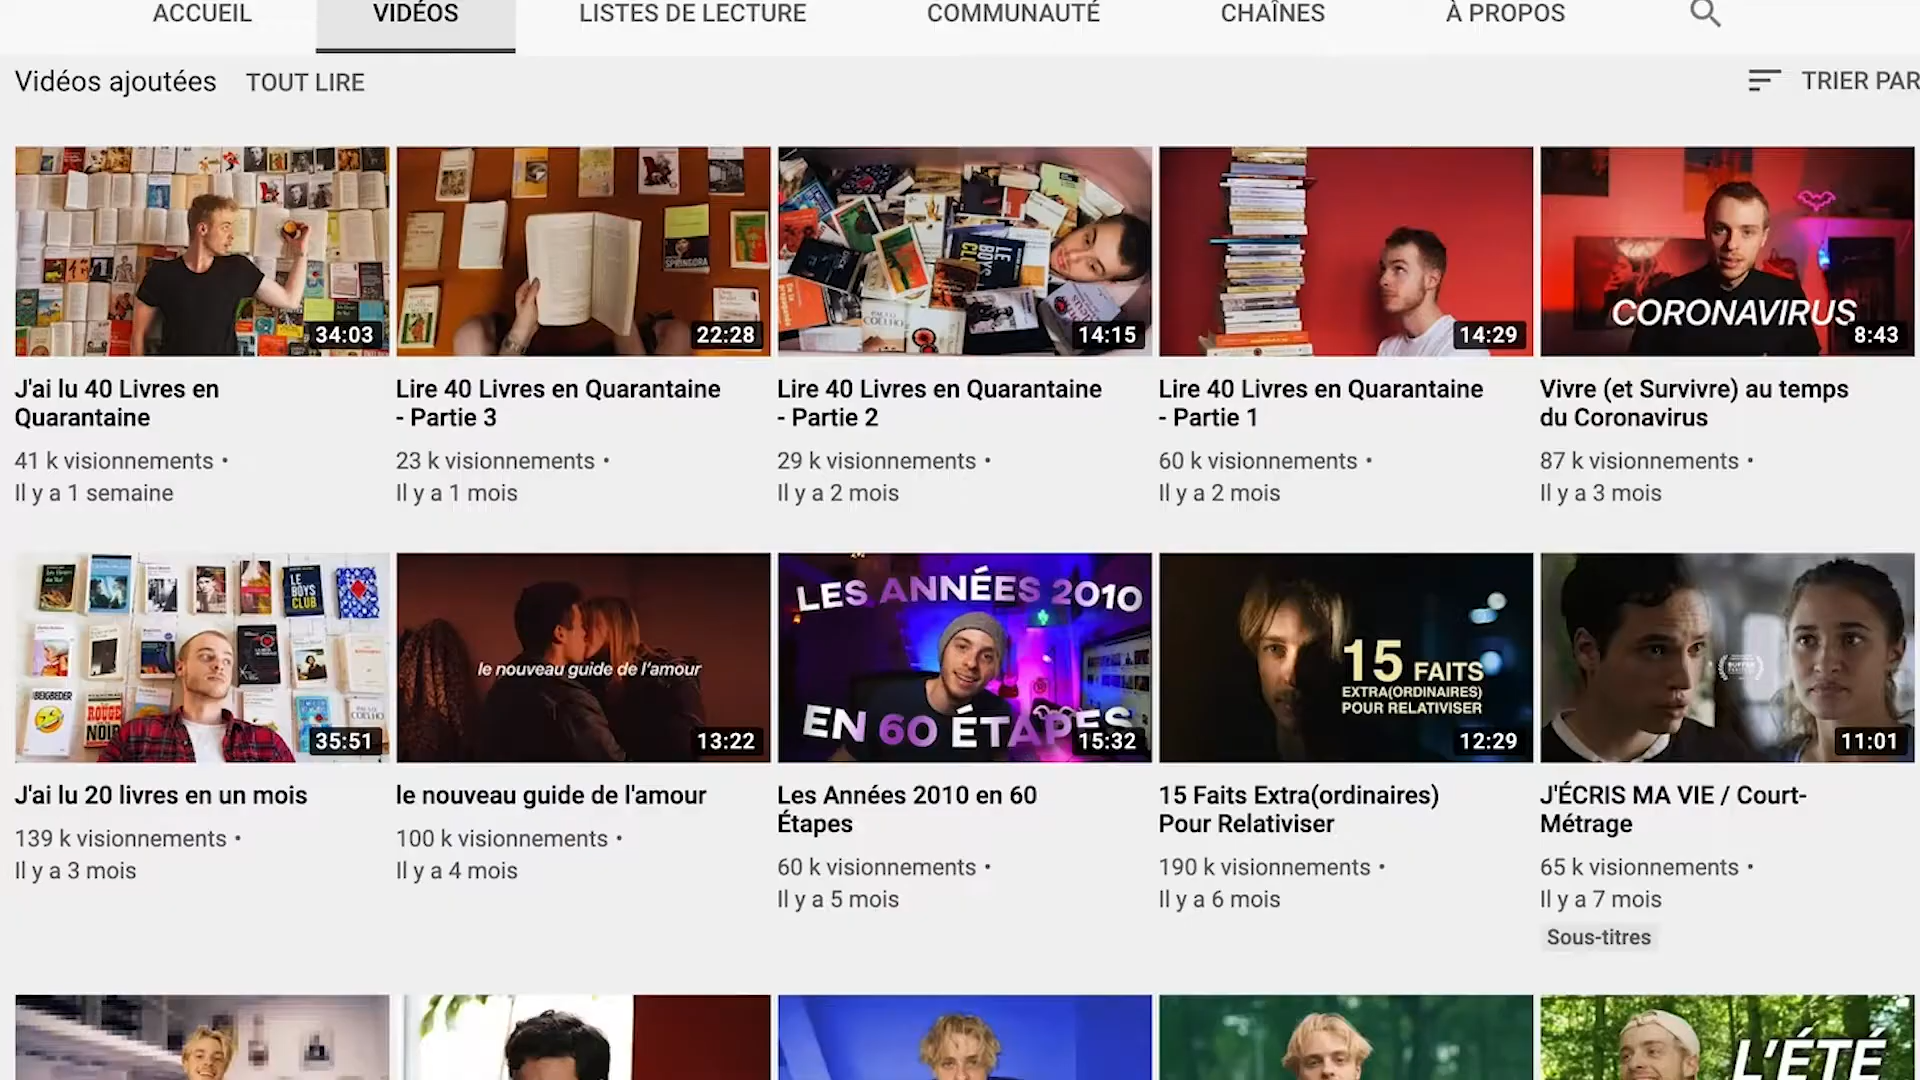 ACCUEIL
VIDÉOS
LISTES DE LECTURE
COMMUNAUTÉ
CHAÎNES
À PROPOS
Vidéos ajoutées
TOUT LIRE
TRIER PAR
34:03
SPRINGORA
22:28
LE BOYS CL
PAULO COELHO
14:15
14:29
CORONAVIRUS
8:43
J'ai lu 40 Livres en
Quarantaine
41 k visionnements •
Il y a 1 semaine
Lire 40 Livres en Quarantaine
- Partie 3
23 k visionnements •
Il y a 1 mois
Lire 40 Livres en Quarantaine
- Partie 2
29 k visionnements •
Il y a 2 mois
Lire 40 Livres en Quarantaine
- Partie 1
60 k visionnements •
Il y a 2 mois
Vivre (et Survivre) au temps
du Coronavirus
87 k visionnements •
Il y a 3 mois
LE
BOYS
CLUB
BEIGBEDER
ROUGE
NOIR
COELHO
35:51
le nouveau guide de l'amour
13:22
LES ANNÉES 2010
EN 60 ÉTAPES
15:32
15 FAITS
EXTRA(ORDINAIRES)
POUR RELATIVISER
12:29
BUFFER
11:01
J'ai lu 20 livres en un mois
139 k visionnements •
Il y a 3 mois
le nouveau guide de l'amour
100 k visionnements •
Il y a 4 mois
Les Années 2010 en 60
Étapes
60 k visionnements •
Il y a 5 mois
15 Faits Extra(ordinaires)
Pour Relativiser
190 k visionnements •
Il y a 6 mois
J'ÉCRIS MA VIE / Court-
Métrage
65 k visionnements •
Il y a 7 mois
Sous-titres
L'ÉTÉ